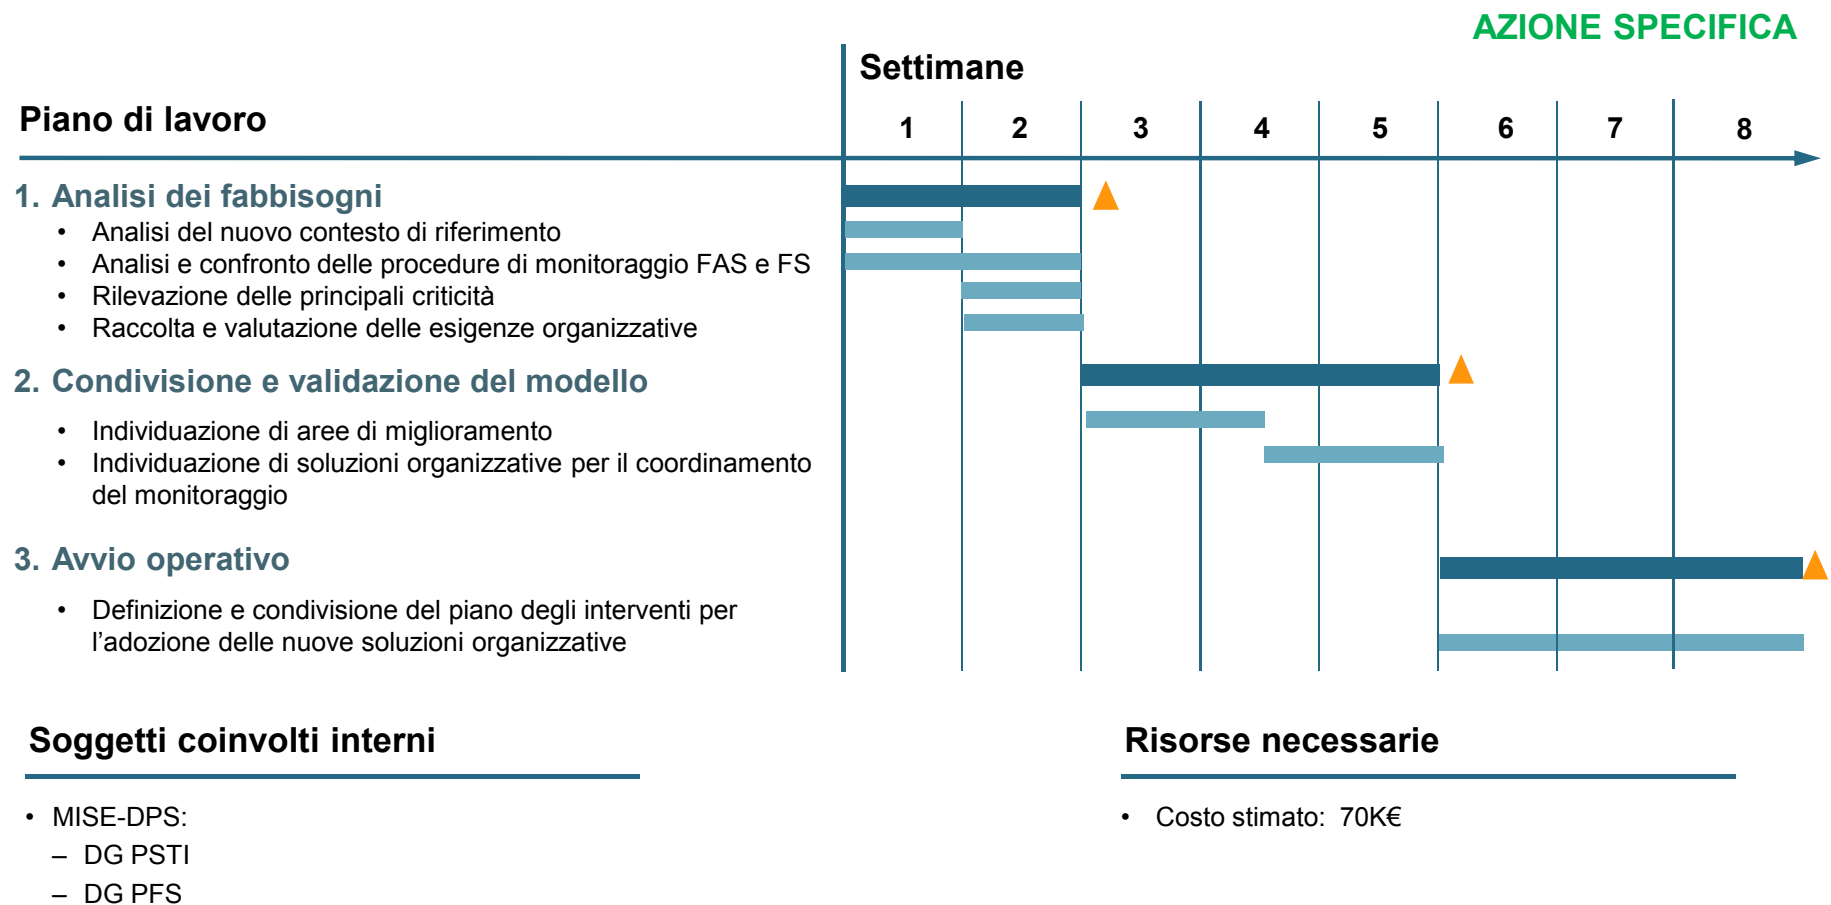 AZIONE SPECIFICA
Settimane
Piano di lavoro
1 2 3 4 5 6 7 8
1. Analisi dei fabbisogni
• Analisi del nuovo contesto di riferimento
• Analisi e confronto delle procedure di monitoraggio FAS e FS
• Rilevazione delle principali criticità
• Raccolta e valutazione delle esigenze organizzative
2. Condivisione e validazione del modello
• Individuazione di aree di miglioramento
• Individuazione di soluzioni organizzative per il coordinamento
del monitoraggio
3. Avvio operativo
• Definizione e condivisione del piano degli interventi per
l’adozione delle nuove soluzioni organizzative
Soggetti coinvolti interni
• MISE-DPS:
– DG PSTI
– DG PFS
Risorse necessarie
• Costo stimato: 70K€